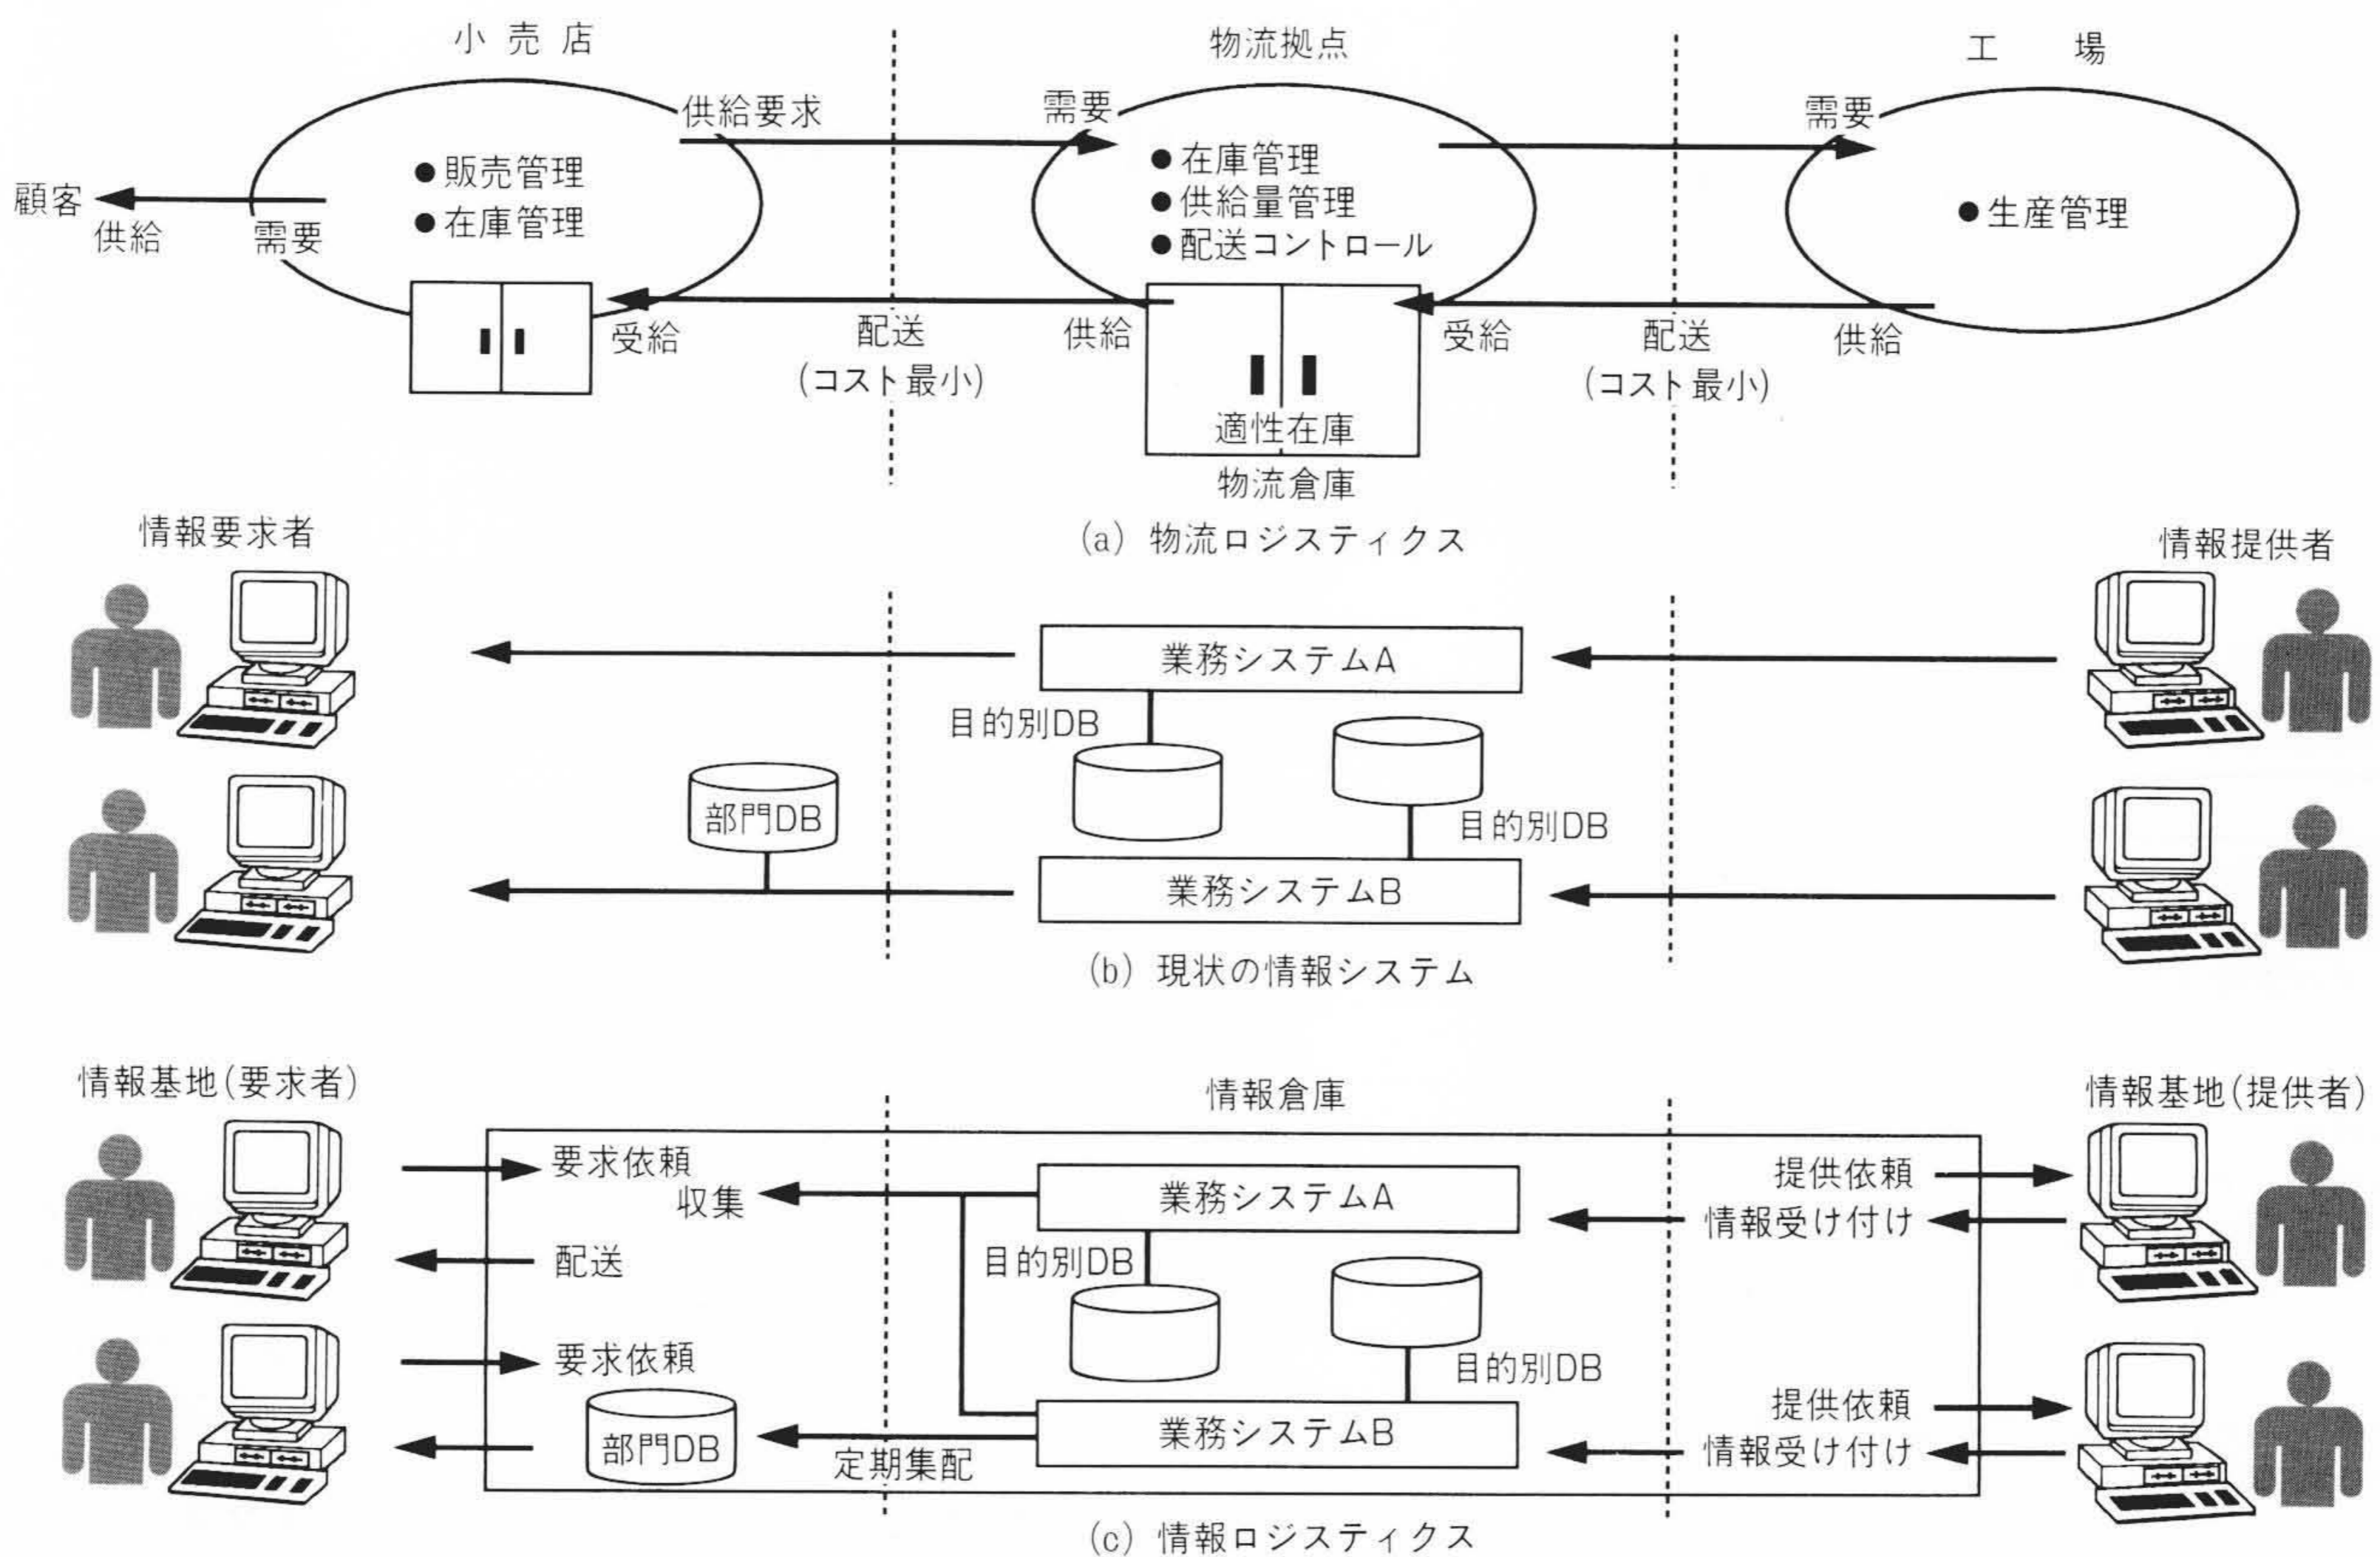 小売店
物流拠点
工場
供給要求
需要
需要
● 販売管理
● 在庫管理
● 在庫管理
● 供給量管理
● 配送コントロール
● 生産管理
顧客
供給
需要
受給
配送
(コスト最小)
供給
受給
配送
(コスト最小)
供給
適性在庫
物流倉庫
(a) 物流ロジスティクス
情報要求者
情報提供者
業務システムA
目的別DB
部門DB
目的別DB
業務システムB
(b) 現状の情報システム
情報基地(要求者)
情報倉庫
情報基地(提供者)
要求依頼
収集
業務システムA
提供依頼
情報受け付け
配送
目的別DB
要求依頼
目的別DB
部門DB
定期集配
業務システムB
提供依頼
情報受け付け
(c) 情報ロジスティクス